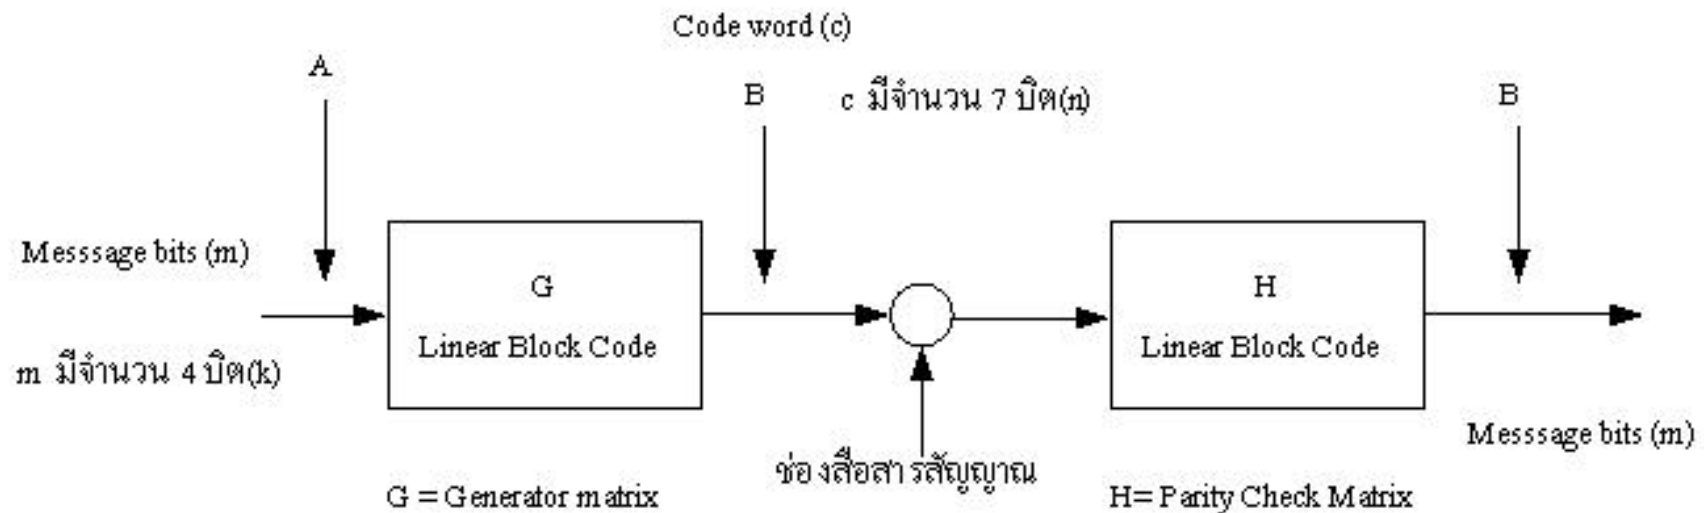 Code word (c)
A
B
c มีจำนวน 7 บิต(n)
B
Messsage bits (m)
G
Linear Block Code
H
Linear Block Code
m มีจำนวน 4 บิต(k)
Messsage bits (m)
ช่องสื่อสารสัญญาณ
G = Generator matrix
H= Parity Check Matrix